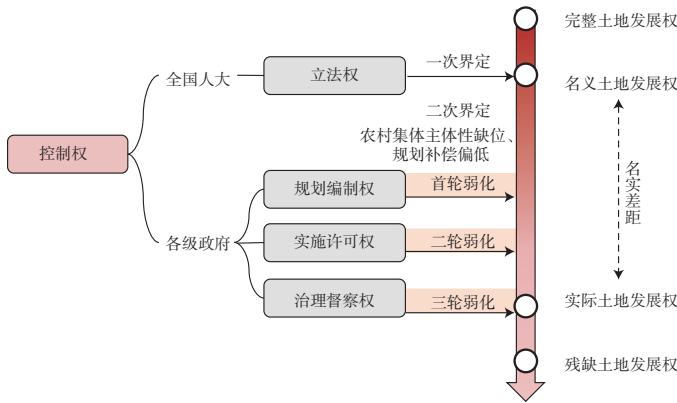 完整土地发展权
全国人大
立法权
一次界定
名义土地发展权
二次界定
农村集体主体性缺位、
规划补偿偏低
控制权
规划编制权
首轮弱化
名实差距
各级政府
实施许可权
二轮弱化
治理督察权
三轮弱化
实际土地发展权
残缺土地发展权